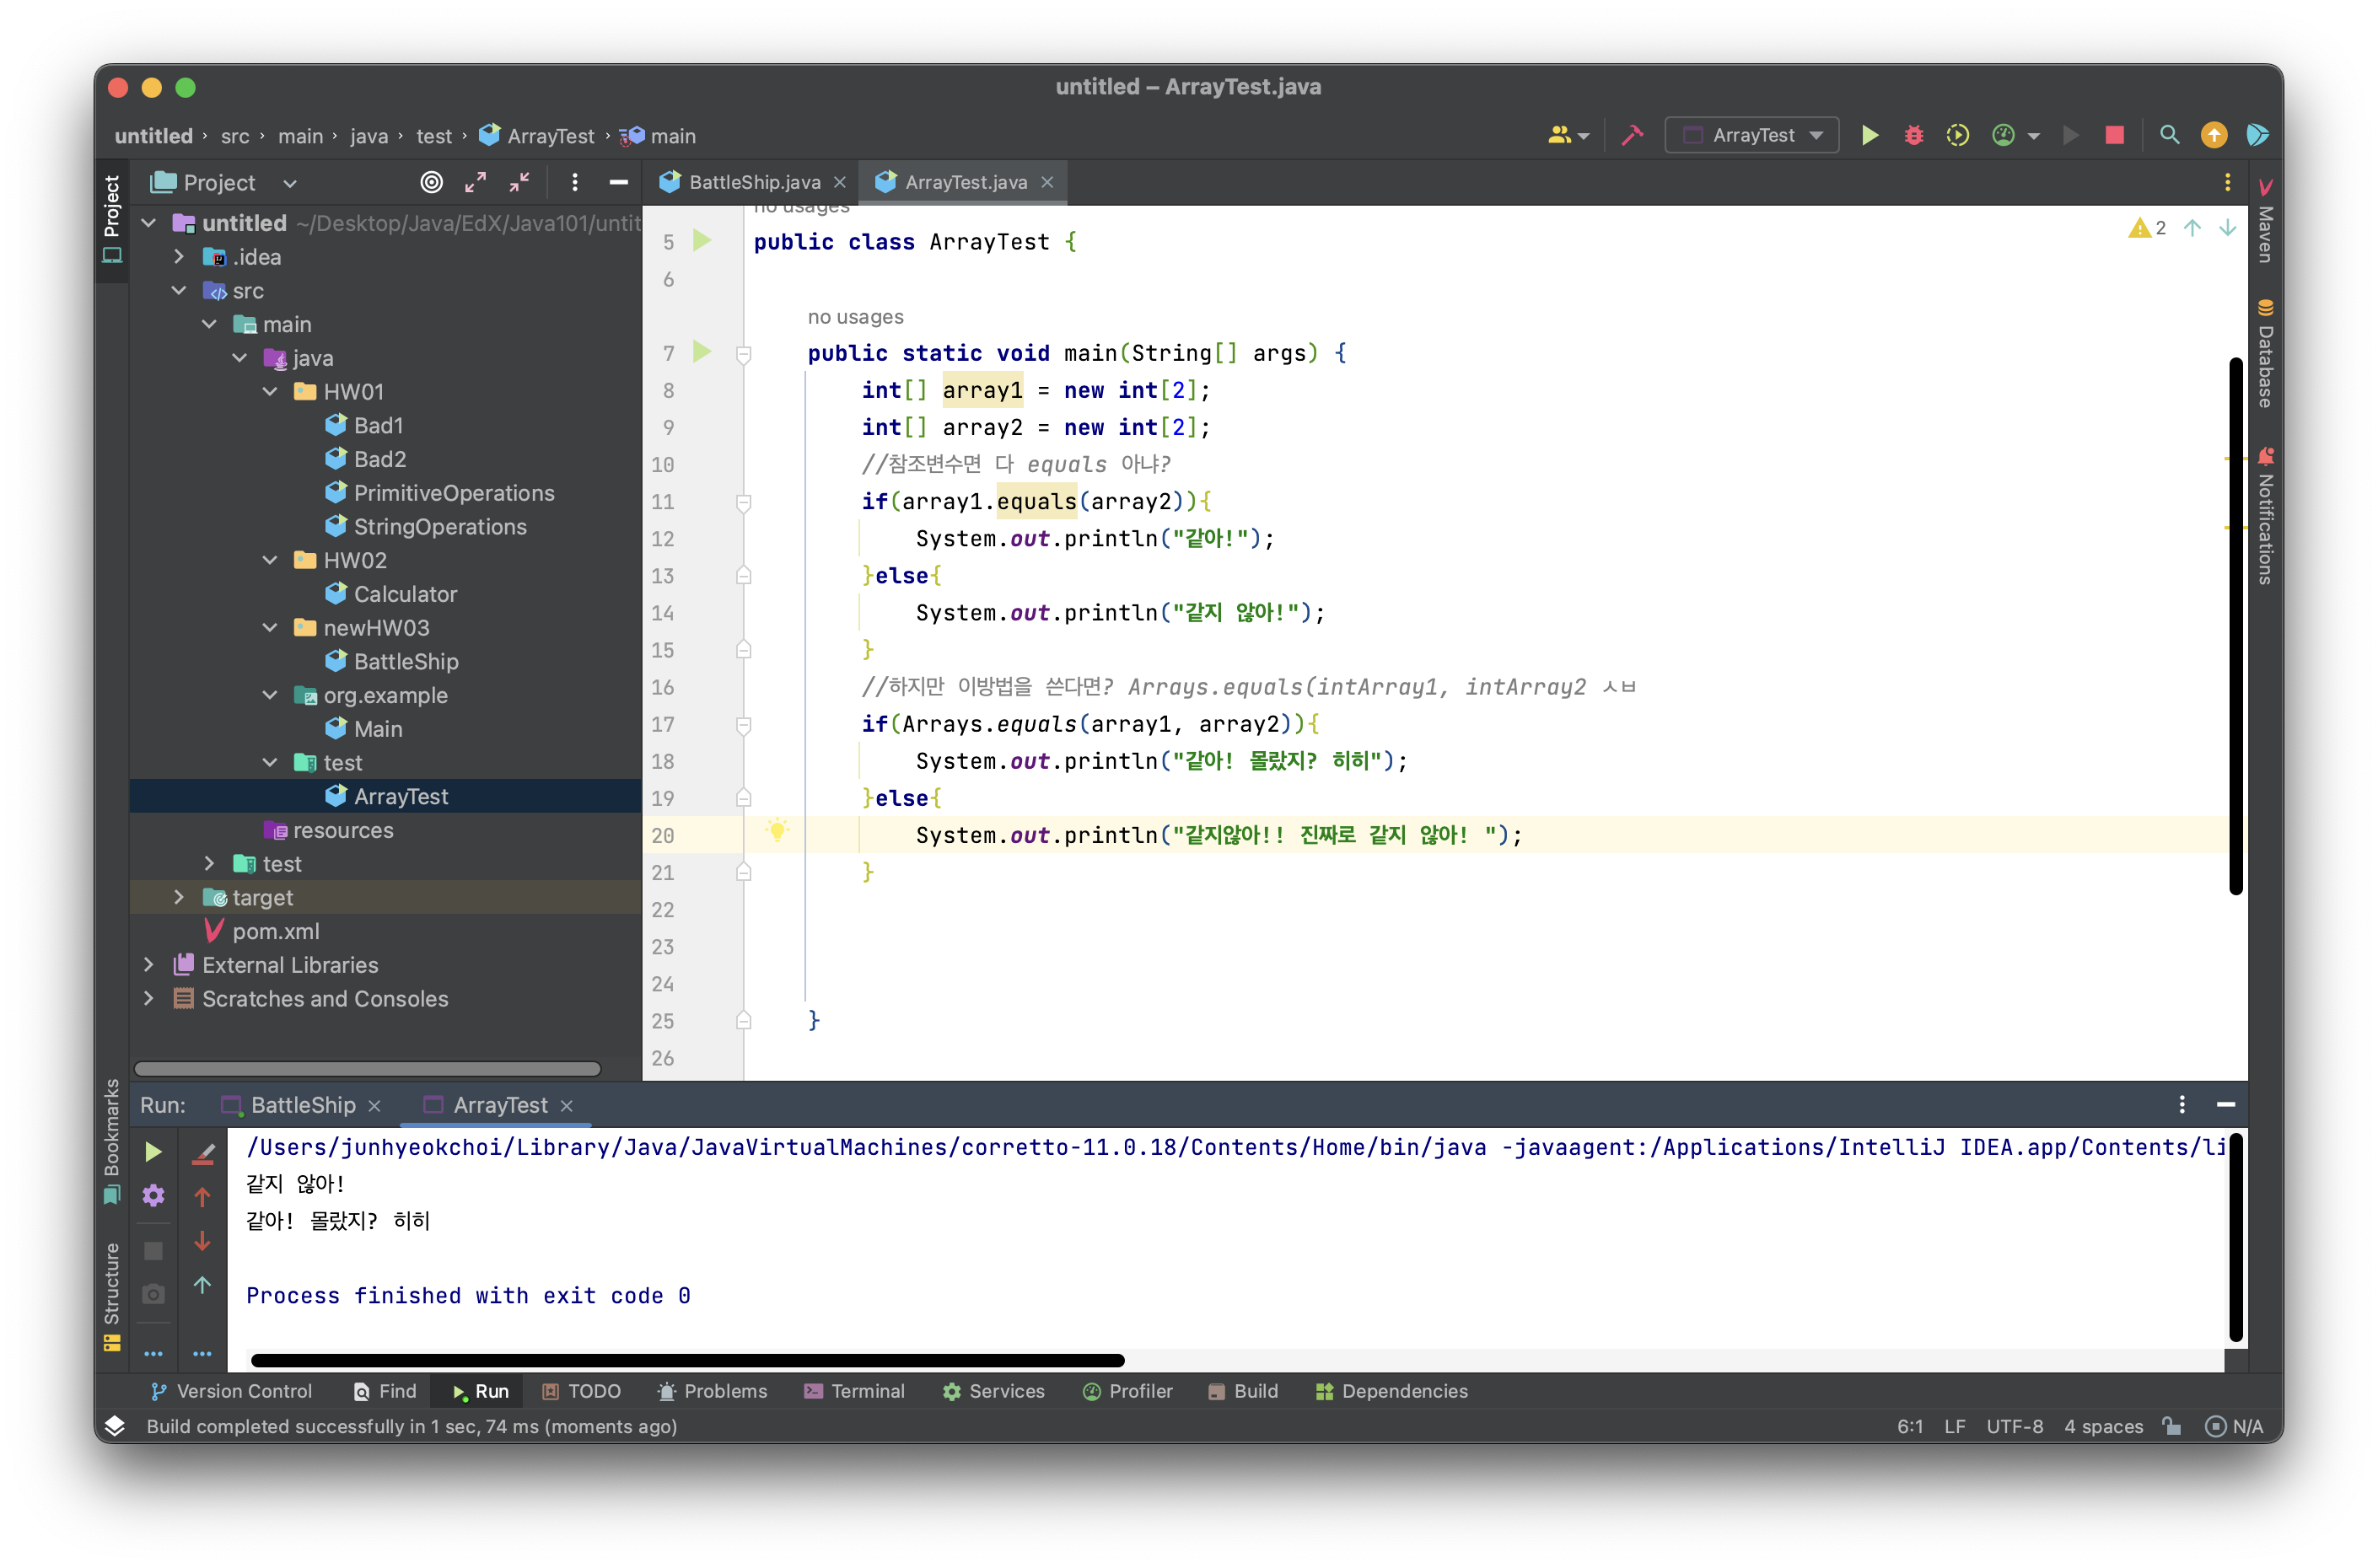 untitled – ArrayTest.java
untitled › src › main › java › test › ArrayTest › main
ArrayTest
Project
Project
BattleShip.java
ArrayTest.java
untitled ~/Desktop/Java/EdX/Java101/untit
.idea
src
main
java
HW01
Bad1
Bad2
PrimitiveOperations
StringOperations
HW02
Calculator
newHW03
BattleShip
org.example
Main
test
ArrayTest
resources
test
target
pom.xml
External Libraries
Scratches and Consoles
no usages
2
5 public class ArrayTest {
6
no usages
7 public static void main(String[] args) {
8 int[] array1 = new int[2];
9 int[] array2 = new int[2];
10 //참조변수면 다 equals 아냐?
11 if(array1.equals(array2)){
12 System.out.println("같아!");
13 }else{
14 System.out.println("같지 않아!");
15 }
16 //하지만 이방법을 쓴다면? Arrays.equals(intArray1, intArray2 ㅅㅂ
17 if(Arrays.equals(array1, array2)){
18 System.out.println("같아! 몰랐지? 히히");
19 }else{
20 System.out.println("같지않아!! 진짜로 같지 않아! ");
21 }
22
23
24
25 }
26
Maven
Database
Notifications
Bookmarks
Structure
Run:
BattleShip
ArrayTest
/Users/junhyeokchoi/Library/Java/JavaVirtualMachines/corretto-11.0.18/Contents/Home/bin/java -javaagent:/Applications/IntelliJ IDEA.app/Contents/li
같지 않아!
같아! 몰랐지? 히히
Process finished with exit code 0
Version Control
Find
Run
TODO
Problems
Terminal
Services
Profiler
Build
Dependencies
Build completed successfully in 1 sec, 74 ms (moments ago)
6:1 LF UTF-8 4 spaces N/A